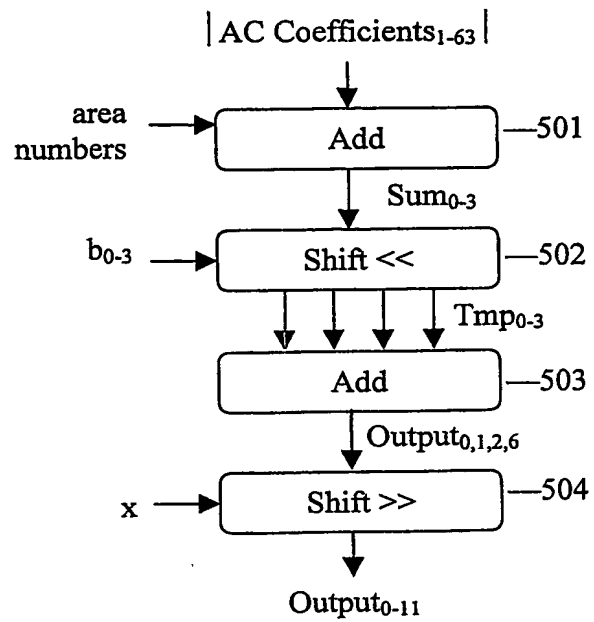 |AC Coefficients₁₋₆₃|
area
numbers
Add
501
Sum₀₋₃
b₀₋₃
Shift <<
502
Tmp₀₋₃
Add
503
Output₀,₁,₂,₆
x
Shift >>
504
Output₀₋₁₁